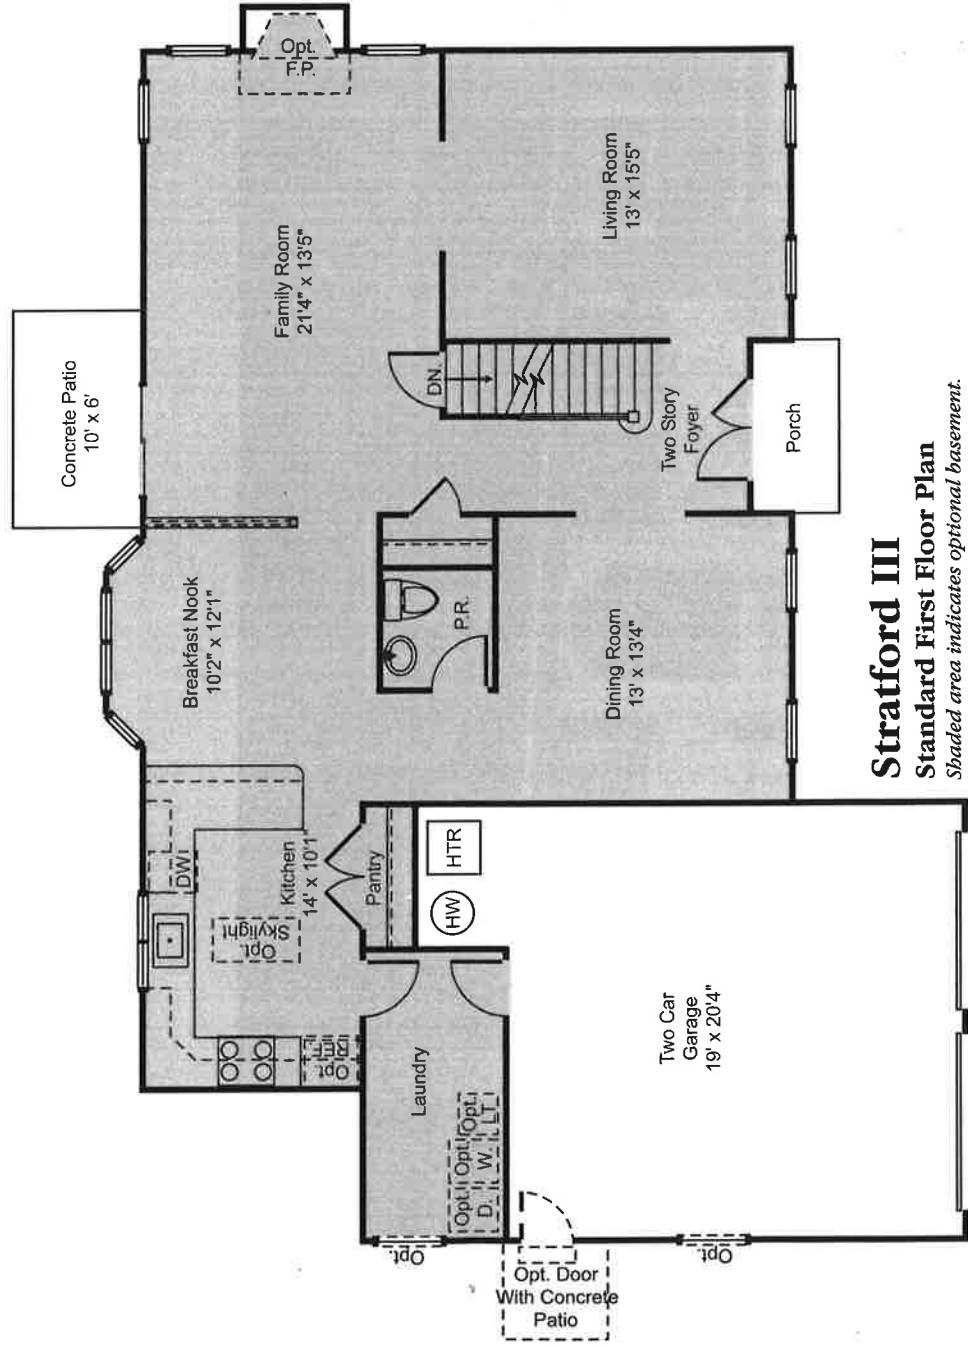 Concrete Patio
10' x 6'
Opt.
F.P.
Family Room
21'4" x 13'5"
Living Room
13' x 15'5"
Breakfast Nook
10'2" x 12'1"
DN.
Two Story
Foyer
Porch
P.R.
Dining Room
13' x 13'4"
DW
Kitchen
14' x 10'1"
Opt.
Skylight
Pantry
HTR
HW
Opt.
REF.
Laundry
Opt.
D.
Opt.
W.
Opt.
LT
Two Car
Garage
19' x 20'4"
Opt.
Opt.
Opt. Door
With Concrete
Patio
Stratford III
Standard First Floor Plan
Shaded area indicates optional basement.